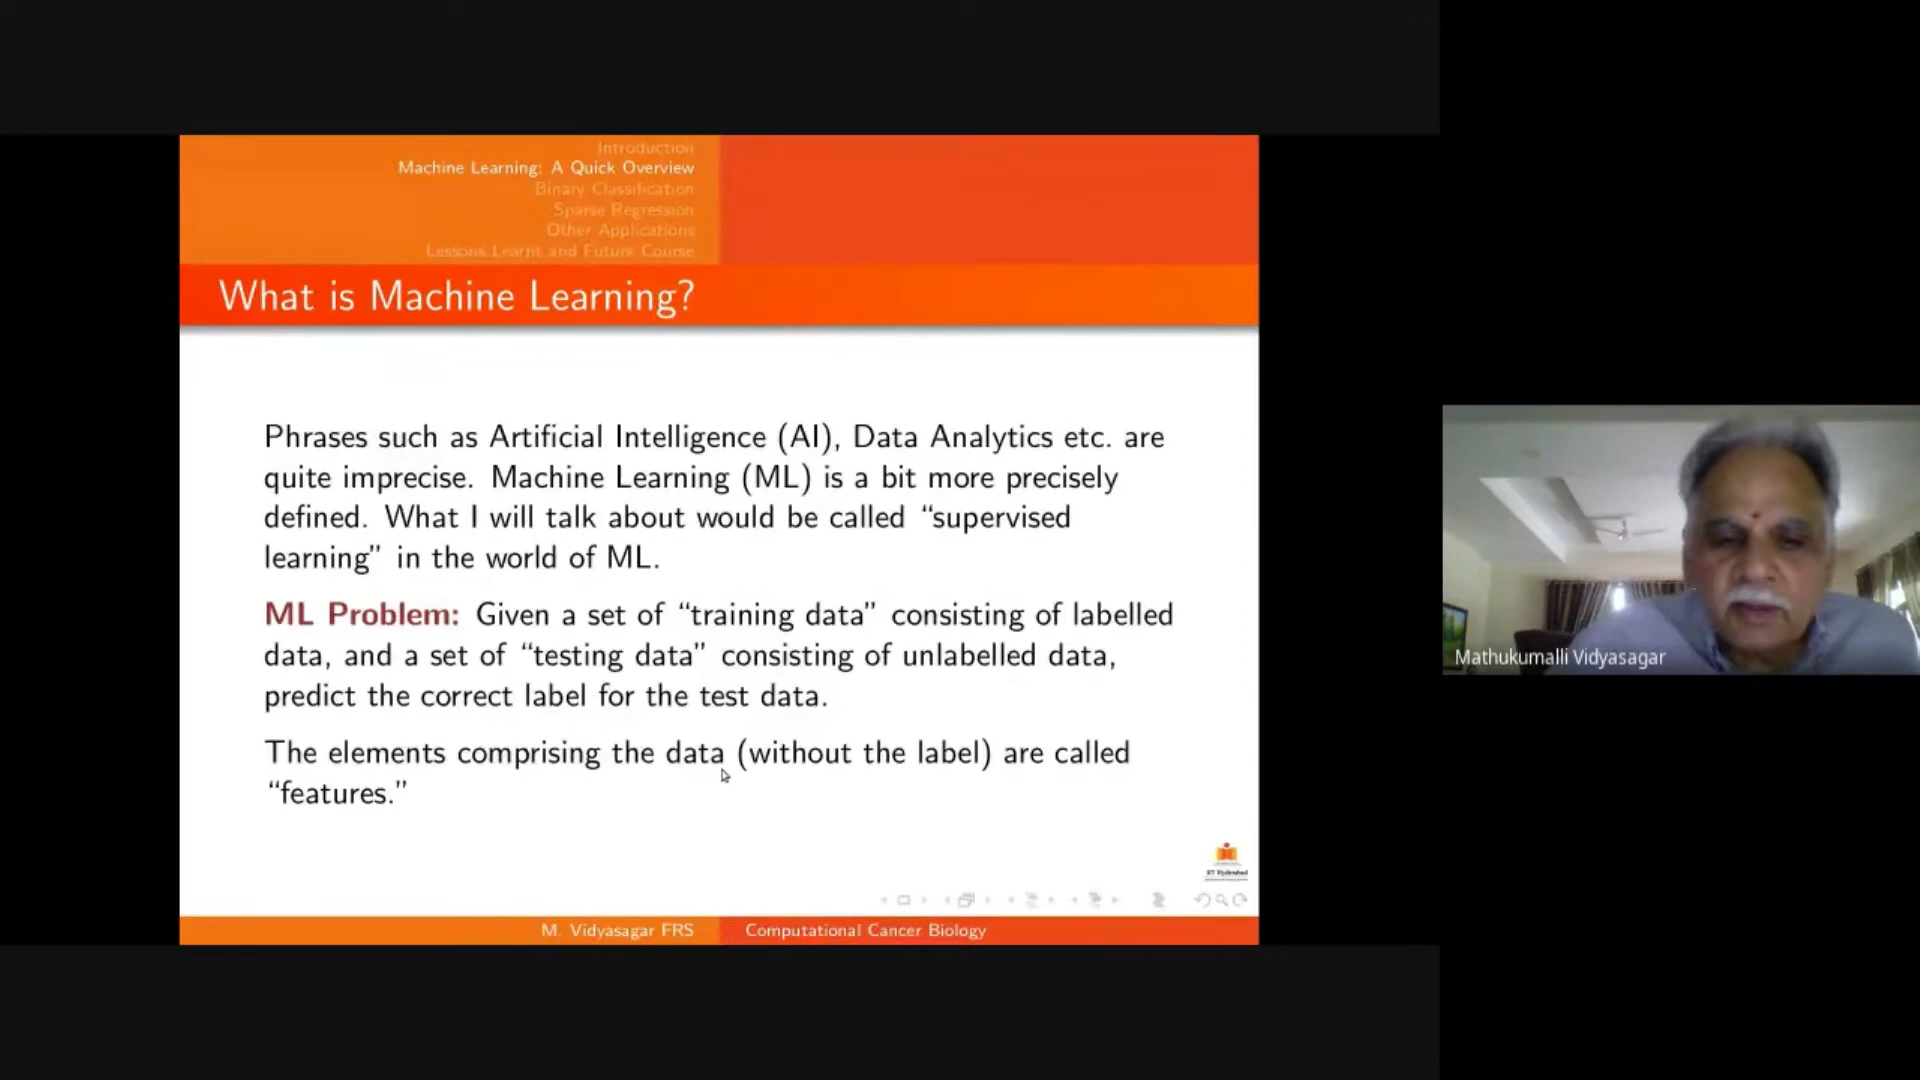 Introduction
Machine Learning: A Quick Overview
Binary Classification
Sparse Regression
Other Applications
Lessons Learnt and Future Course
What is Machine Learning?
Phrases such as Artificial Intelligence (AI), Data Analytics etc. are
quite imprecise. Machine Learning (ML) is a bit more precisely
defined. What I will talk about would be called “supervised
learning” in the world of ML.
ML Problem: Given a set of “training data” consisting of labelled
data, and a set of “testing data” consisting of unlabelled data,
predict the correct label for the test data.
The elements comprising the data (without the label) are called
“features.”
IIT Hyderabad
M. Vidyasagar FRS
Computational Cancer Biology
Mathukumalli Vidyasagar